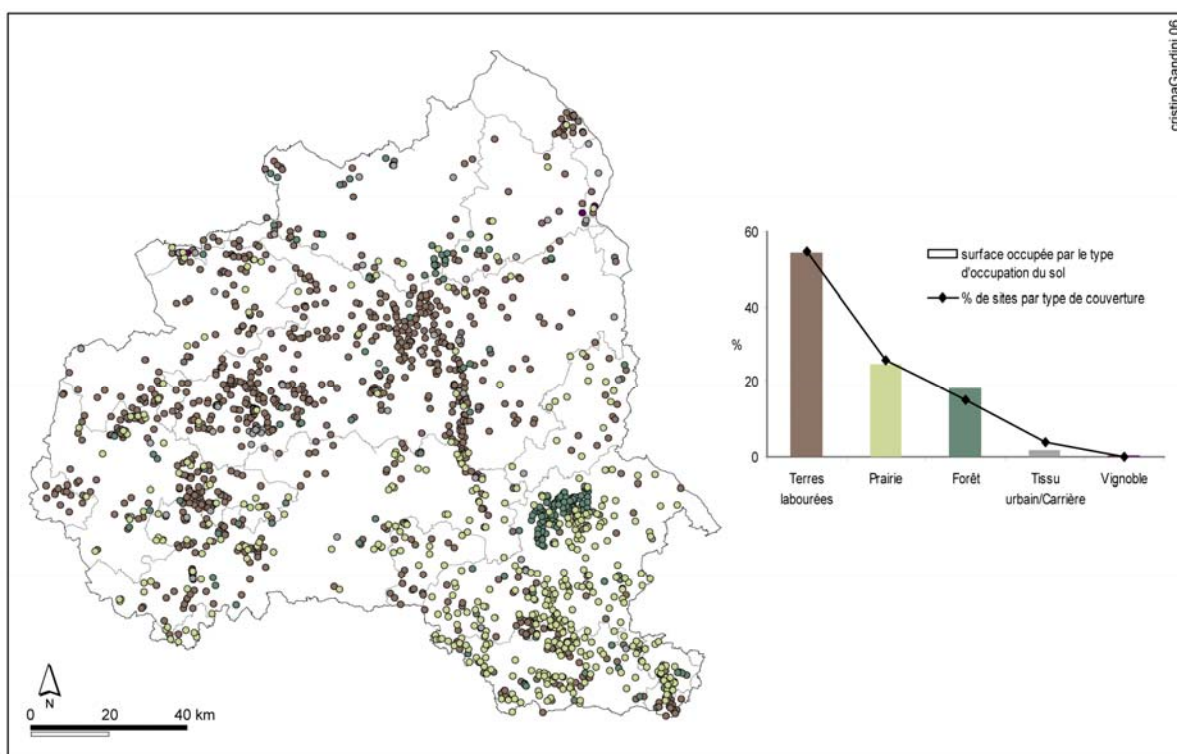 cristinaGandini 06
60
40
%
20
0
surface occupée par le type
d'occupation du sol
% de sites par type de couverture
Terres
labourées
Prairie
Forêt
Tissu
urbain/Carrière
Vignoble
N
0 20 40 km